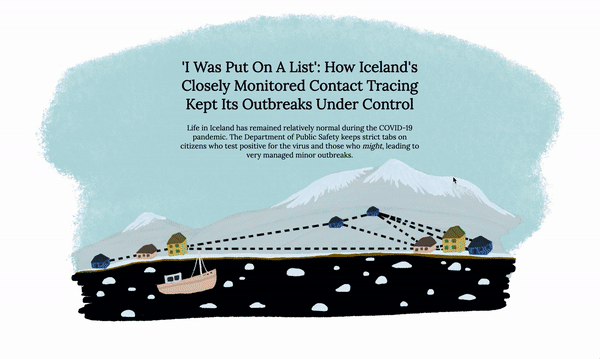 'I Was Put On A List': How Iceland's
Closely Monitored Contact Tracing
Kept Its Outbreaks Under Control
Life in Iceland has remained relatively normal during the COVID-19
pandemic. The Department of Public Safety keeps strict tabs on
citizens who test positive for the virus and those who might, leading to
very managed minor outbreaks.